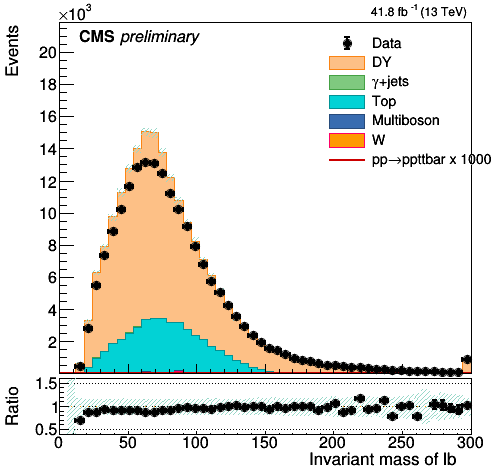 ×10³
41.8 fb⁻¹ (13 TeV)
Events
CMS preliminary
20
18
16
14
12
10
8
6
4
2
Data
DY
γ+jets
Top
Multiboson
W
pp→ppttbar x 1000
Ratio
1.5
1
0.5
0 50 100 150 200 250 300
Invariant mass of lb